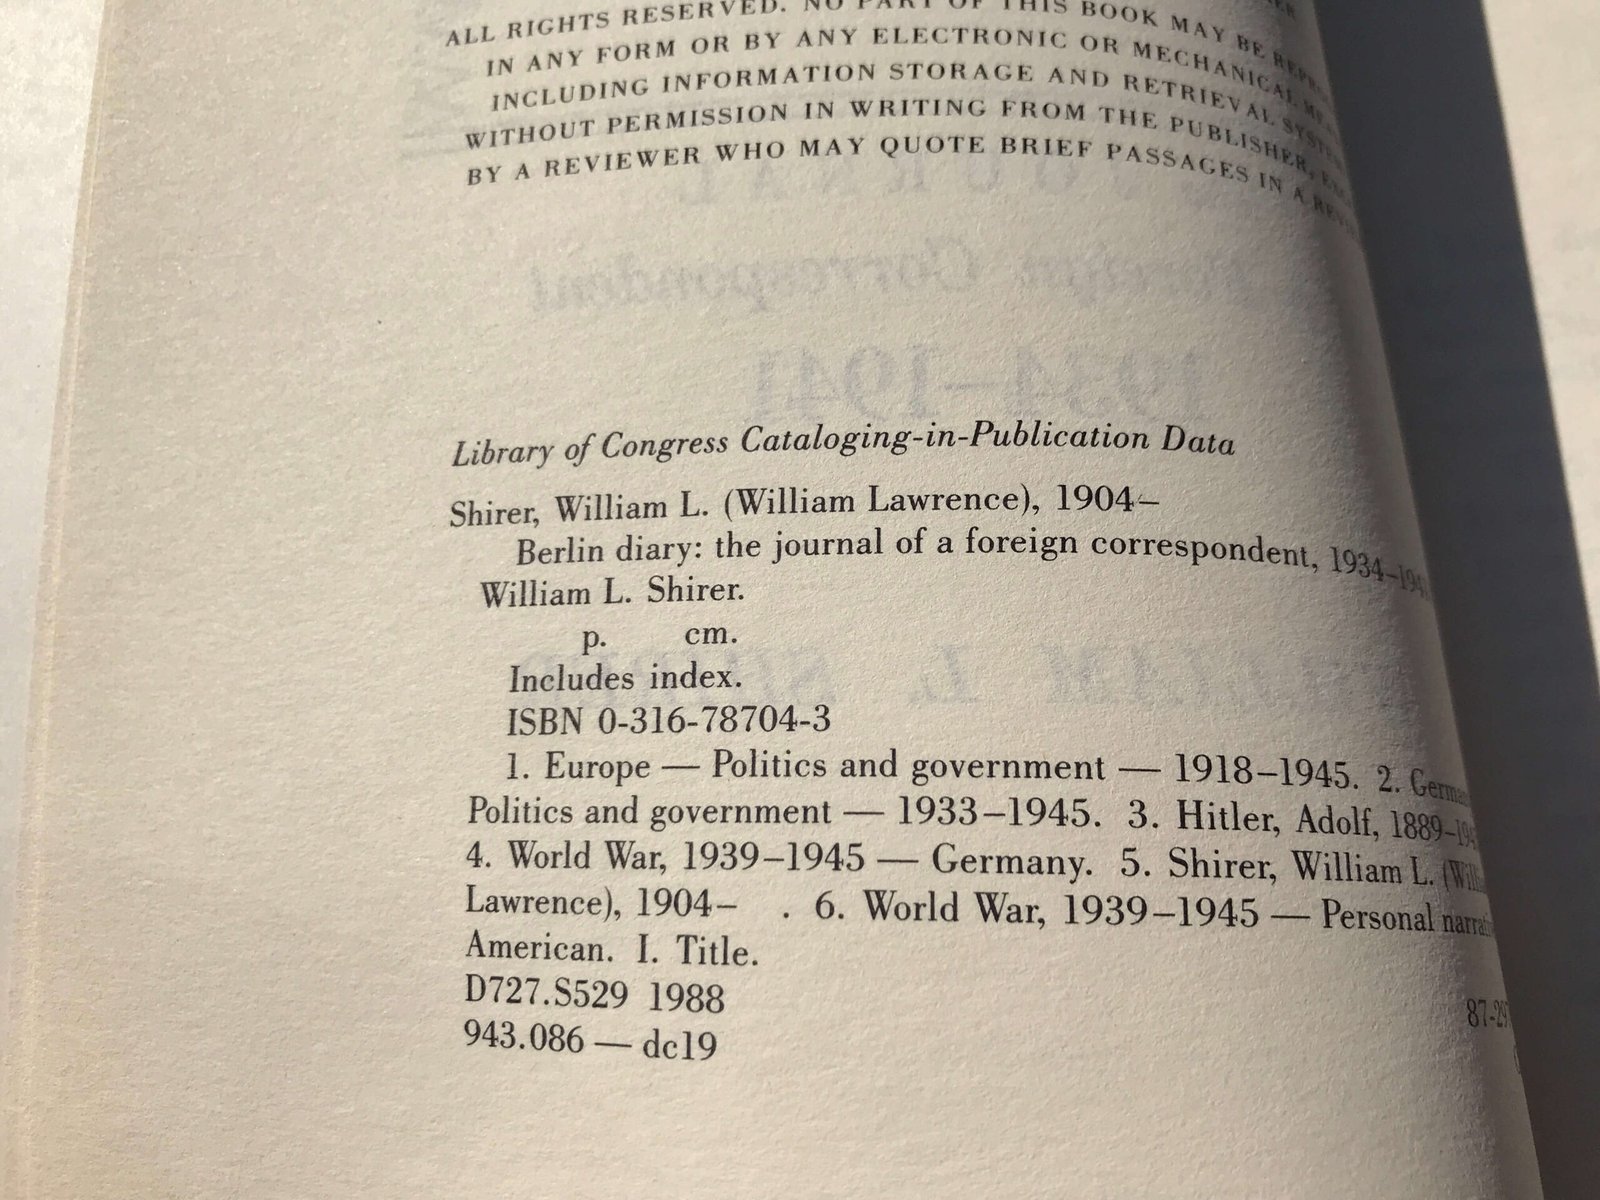 ALL RIGHTS RESERVED. NO PART OF THIS BOOK MAY BE
IN ANY FORM OR BY ANY ELECTRONIC OR MECHANICAL
INCLUDING INFORMATION STORAGE AND RETRIEVAL
WITHOUT PERMISSION IN WRITING FROM THE PUBLISHER,
BY A REVIEWER WHO MAY QUOTE BRIEF PASSAGES IN A
Library of Congress Cataloging-in-Publication Data
Shirer, William L. (William Lawrence), 1904–
Berlin diary: the journal of a foreign correspondent, 1934–
William L. Shirer.
p. cm.
Includes index.
ISBN 0-316-78704-3
1. Europe — Politics and government — 1918–1945. 2.
Politics and government — 1933–1945. 3. Hitler, Adolf, 1889–
4. World War, 1939–1945 — Germany. 5. Shirer, William L.
Lawrence), 1904– . 6. World War, 1939–1945 — Personal
American. I. Title.
D727.S529 1988
943.086 — dc19